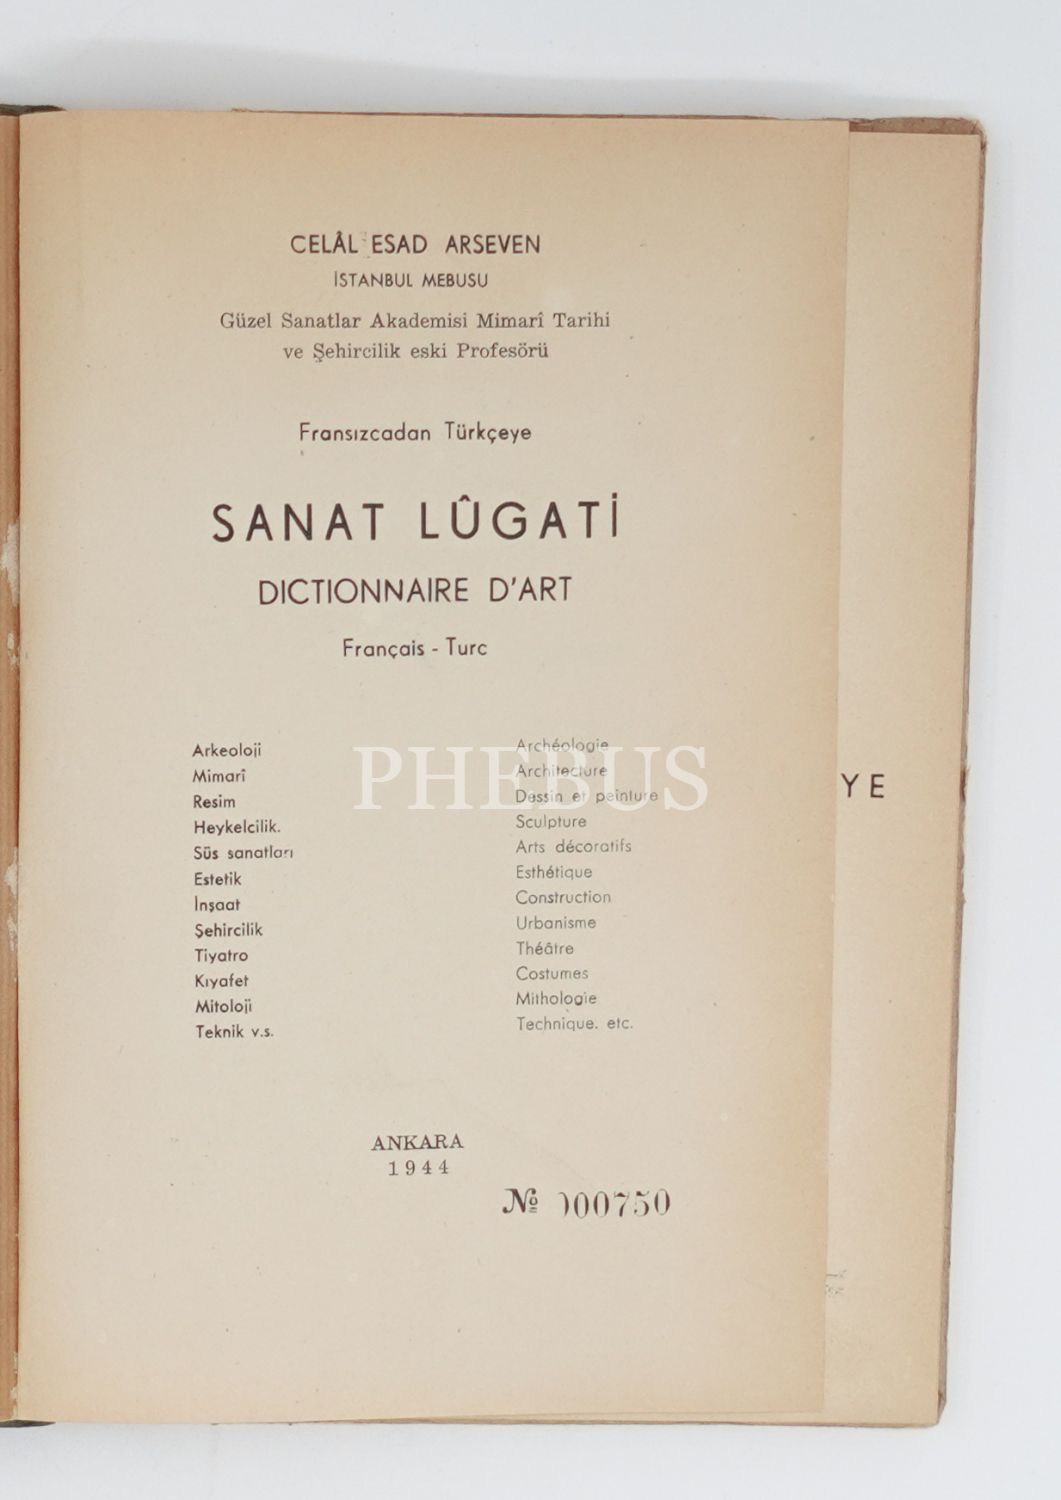 CELÂL ESAD ARSEVEN
İSTANBUL MEBUSU
Güzel Sanatlar Akademisi Mimarî Tarihi
ve Şehircilik eski Profesörü
Fransızcadan Türkçeye
SANAT LÛGATİ
DICTIONNAIRE D'ART
Français - Turc
Arkeoloji
Mimarî
Resim
Heykelcilik.
Süs sanatları
Estetik
İnşaat
Şehircilik
Tiyatro
Kıyafet
Mitoloji
Teknik v.s.
Archéologie
Architecture
Dessin et peinture
Sculpture
Arts décoratifs
Esthétique
Construction
Urbanisme
Théâtre
Costumes
Mithologie
Technique. etc.
PHEBUS
YE
ANKARA
1944
№ 000750